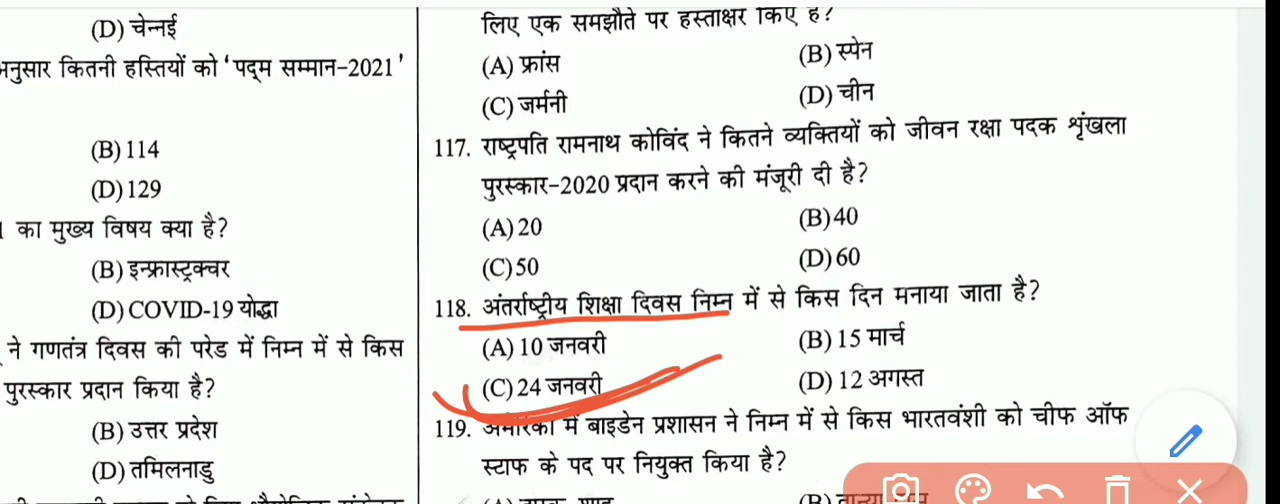 (D) चेन्नई
अनुसार कितनी हस्तियों को 'पद्म सम्मान-2021'
(B) 114
(D) 129
का मुख्य विषय क्या है?
(B) इन्फ्रास्ट्रक्चर
(D) COVID-19 योद्धा
ने गणतंत्र दिवस की परेड में निम्न में से किस
पुरस्कार प्रदान किया है?
(B) उत्तर प्रदेश
(D) तमिलनाडु
लिए एक समझौते पर हस्ताक्षर किए हैं?
(A) फ्रांस (B) स्पेन
(C) जर्मनी (D) चीन
117. राष्ट्रपति रामनाथ कोविंद ने कितने व्यक्तियों को जीवन रक्षा पदक शृंखला
पुरस्कार-2020 प्रदान करने की मंजूरी दी है?
(A) 20 (B) 40
(C) 50 (D) 60
118. अंतर्राष्ट्रीय शिक्षा दिवस निम्न में से किस दिन मनाया जाता है?
(A) 10 जनवरी (B) 15 मार्च
(C) 24 जनवरी (D) 12 अगस्त
119. अमेरिका में बाइडेन प्रशासन ने निम्न में से किस भारतवंशी को चीफ ऑफ
स्टाफ के पद पर नियुक्त किया है?